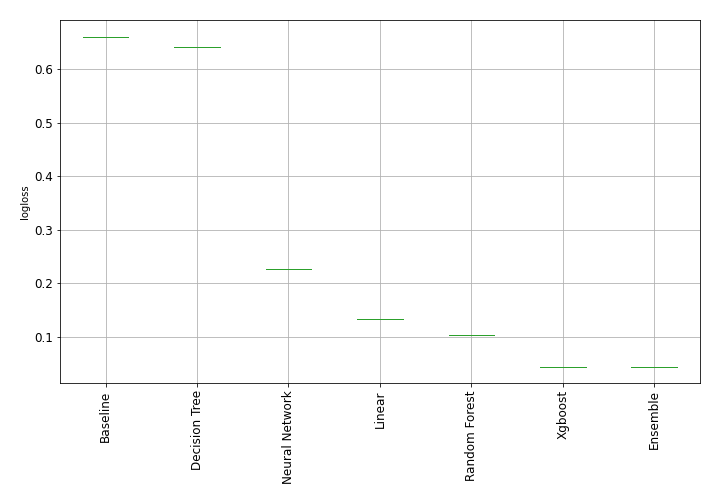 logloss
0.6
0.5
0.4
0.3
0.2
0.1
Baseline
Decision Tree
Neural Network
Linear
Random Forest
Xgboost
Ensemble